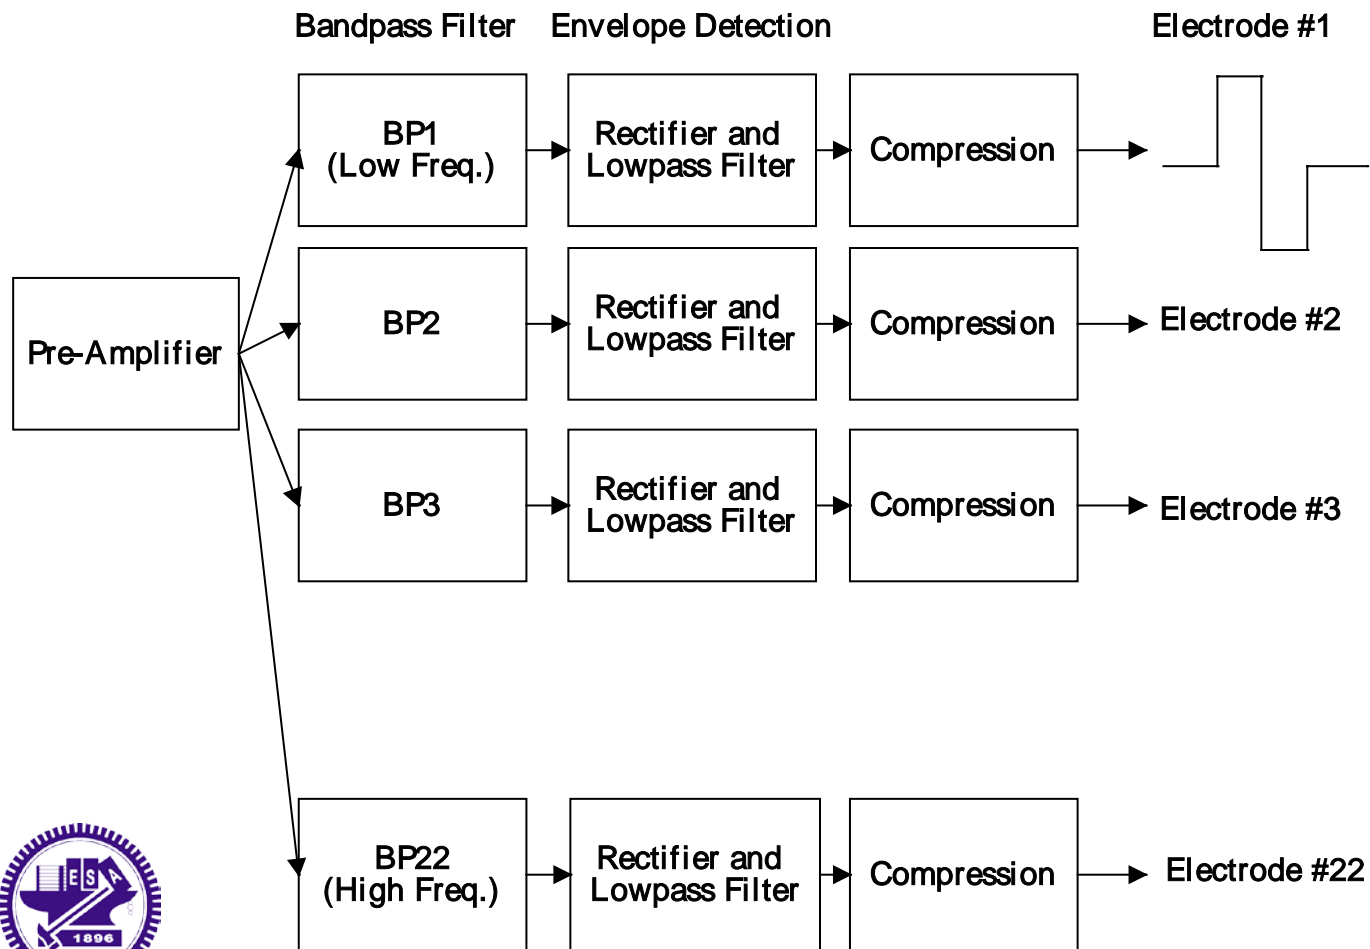 Bandpass Filter Envelope Detection Electrode #1
BP1
(Low Freq.)
Rectifier and
Lowpass Filter
Compression
BP2
Rectifier and
Lowpass Filter
Compression
Electrode #2
Pre-Amplifier
BP3
Rectifier and
Lowpass Filter
Compression
Electrode #3
BP22
(High Freq.)
Rectifier and
Lowpass Filter
Compression
Electrode #22
ESA
1896